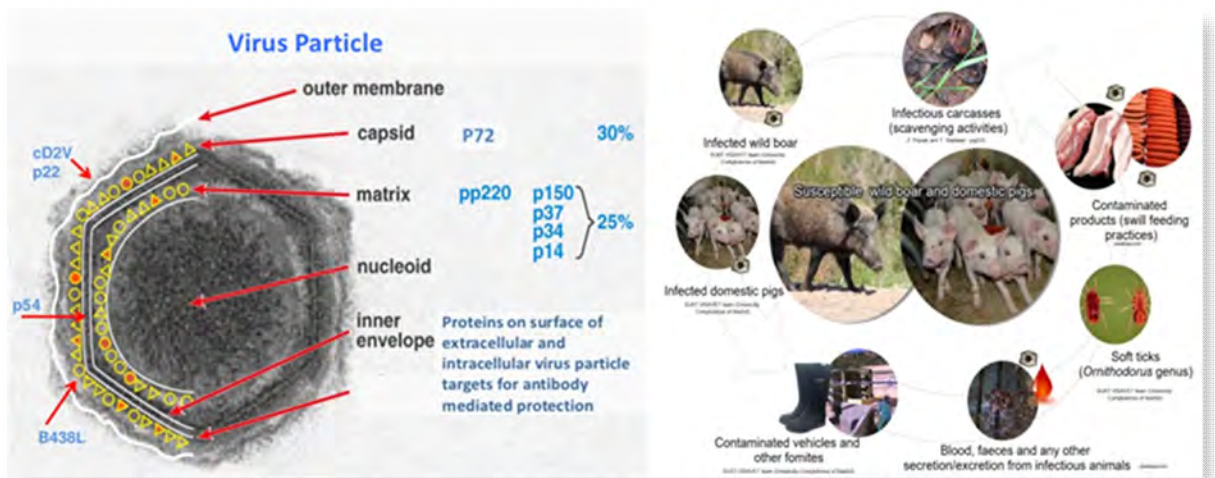 Virus Particle
outer membrane
capsid P72 30%
cD2V
p22
matrix pp220 p150
p37
p34
p14
25%
nucleoid
p54
inner
envelope
Proteins on surface of
extracellular and
intracellular virus particle
targets for antibody
mediated protection
B438L
Infected wild boar
Infectious carcasses
(scavenging activities)
Susceptible wild boar and domestic pigs
Contaminated
products (swill feeding
practices)
Infected domestic pigs
Soft ticks
(Ornithodorus genus)
Contaminated vehicles and
other fomites
Blood, faeces and any other
secretion/excretion from infectious animals